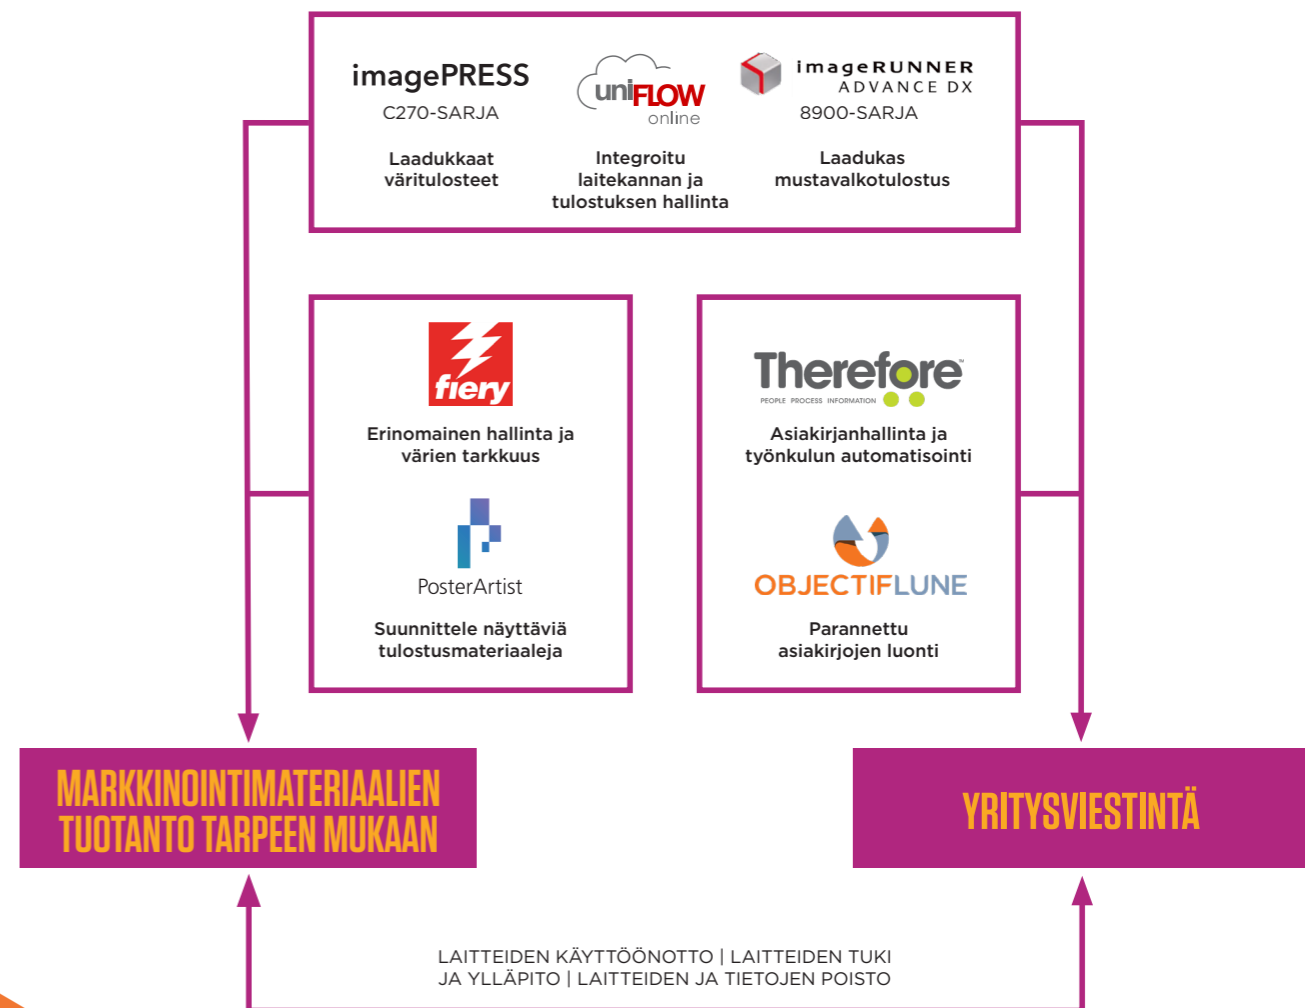 imagePRESS
C270-SARJA
Laadukkaat
väritulosteet
uniFLOW
online
Integroitu
laitekannan ja
tulostuksen hallinta
imageRUNNER
ADVANCE DX
8900-SARJA
Laadukas
mustavalkotulostus
fiery
Erinomainen hallinta ja
värien tarkkuus
PosterArtist
Suunnittele näyttäviä
tulostusmateriaaleja
Therefore™
PEOPLE PROCESS INFORMATION
Asiakirjanhallinta ja
työnkulun automatisointi
OBJECTIFLUNE
Parannettu
asiakirjojen luonti
MARKKINOINTIMATERIAALIEN
TUOTANTO TARPEEN MUKAAN
YRITYSVIESTINTÄ
LAITTEIDEN KÄYTTÖÖNOTTO | LAITTEIDEN TUKI
JA YLLÄPITO | LAITTEIDEN JA TIETOJEN POISTO